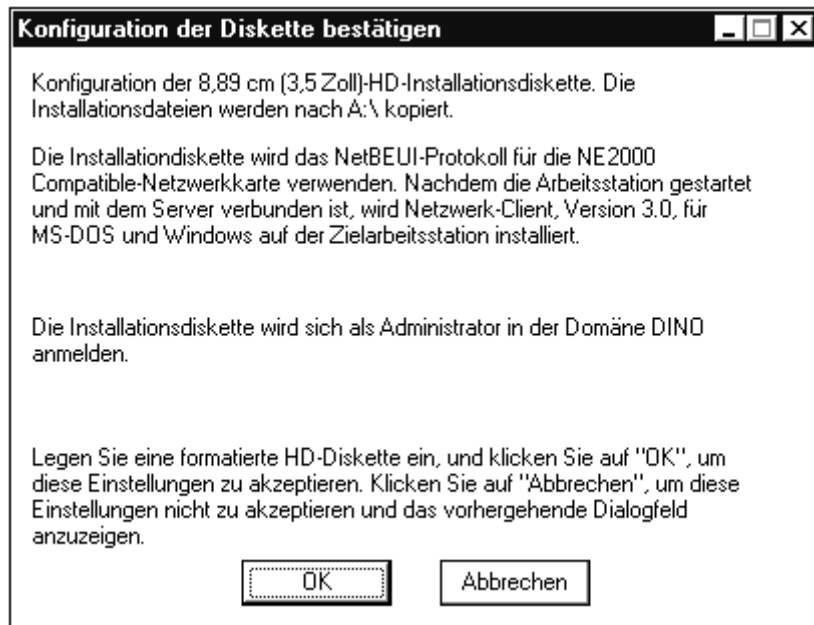 Konfiguration der Diskette bestätigen
Konfiguration der 8,89 cm (3,5 Zoll)-HD-Installationsdiskette. Die
Installationsdateien werden nach A:\ kopiert.
Die Installationdiskette wird das NetBEUI-Protokoll für die NE2000
Compatible-Netzwerkkarte verwenden. Nachdem die Arbeitsstation gestartet
und mit dem Server verbunden ist, wird Netzwerk-Client, Version 3.0, für
MS-DOS und Windows auf der Zielarbeitsstation installiert.
Die Installationsdiskette wird sich als Administrator in der Domäne DINO
anmelden.
Legen Sie eine formatierte HD-Diskette ein, und klicken Sie auf "OK", um
diese Einstellungen zu akzeptieren. Klicken Sie auf "Abbrechen", um diese
Einstellungen nicht zu akzeptieren und das vorhergehende Dialogfeld
anzuzeigen.
OK
Abbrechen